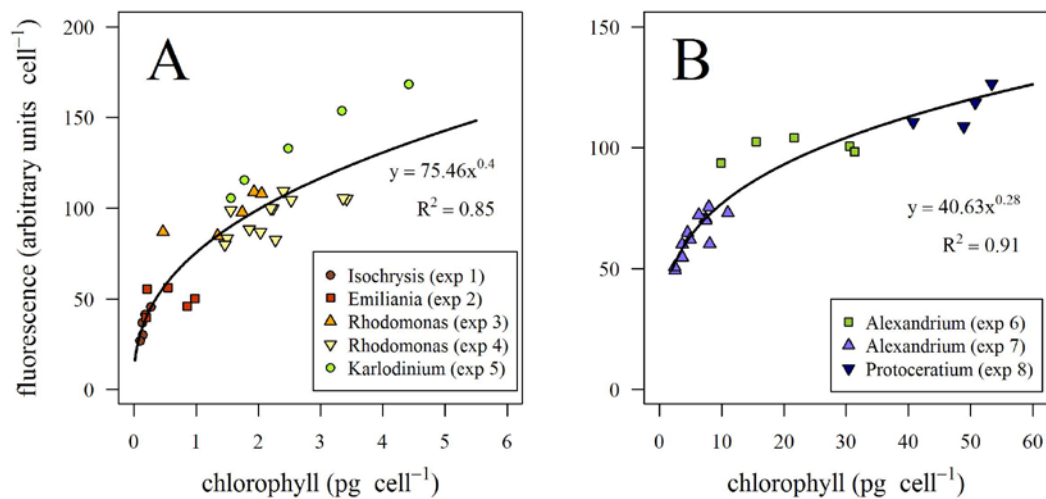 fluorescence (arbitrary units cell⁻¹)
A
200
150
100
50
0
y = 75.46x^0.4
R² = 0.85
Isochrysis (exp 1)
Emiliania (exp 2)
Rhodomonas (exp 3)
Rhodomonas (exp 4)
Karlodinium (exp 5)
0 1 2 3 4 5 6
chlorophyll (pg cell⁻¹)
B
150
100
50
0
y = 40.63x^0.28
R² = 0.91
Alexandrium (exp 6)
Alexandrium (exp 7)
Protoceratium (exp 8)
0 10 20 30 40 50 60
chlorophyll (pg cell⁻¹)